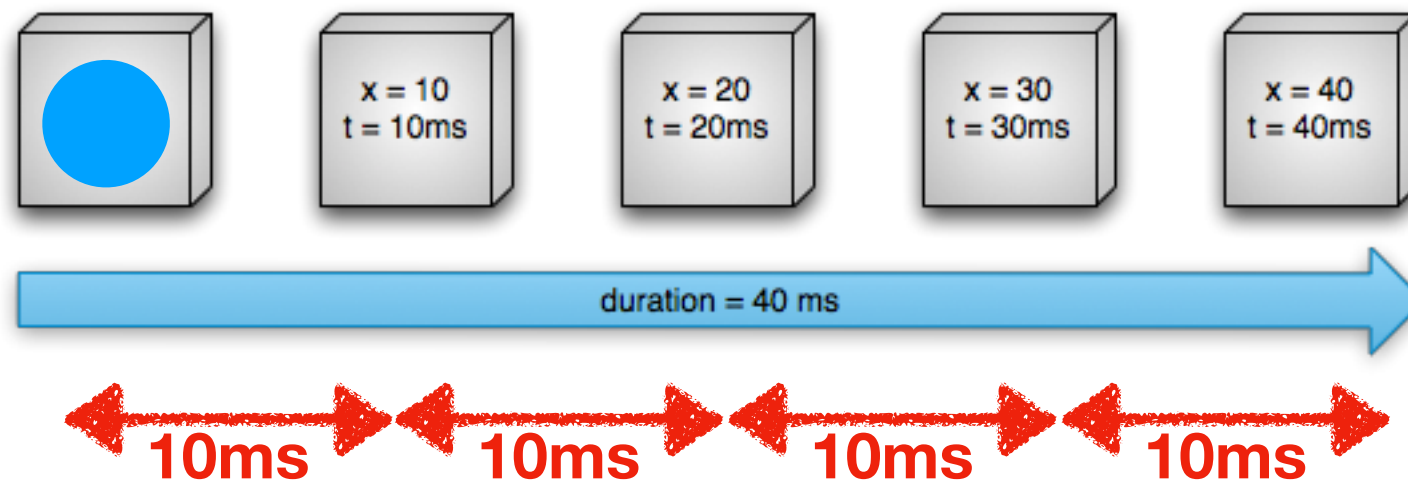 x = 10
t = 10ms
x = 20
t = 20ms
x = 30
t = 30ms
x = 40
t = 40ms
duration = 40 ms
10ms
10ms
10ms
10ms